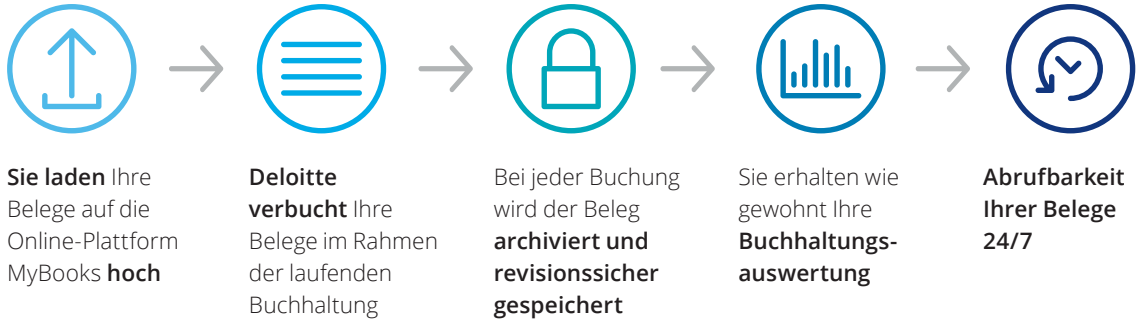 Sie laden Ihre
Belege auf die
Online-Plattform
MyBooks hoch
Deloitte
verbucht Ihre
Belege im Rahmen
der laufenden
Buchhaltung
Bei jeder Buchung
wird der Beleg
archiviert und
revisionssicher
gespeichert
Sie erhalten wie
gewohnt Ihre
Buchhaltungs-
auswertung
Abrufbarkeit
Ihrer Belege
24/7